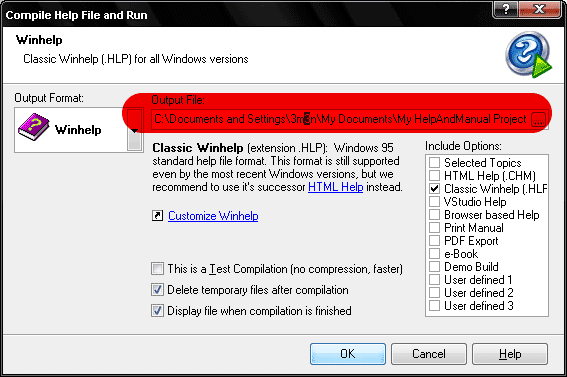 Compile Help File and Run
Winhelp
Classic Winhelp (.HLP) for all Windows versions
Output Format:
Winhelp
Output File:
C:\Documents and Settings\3men\My Documents\My HelpAndManual Project
...
Classic Winhelp (extension .HLP): Windows 95
standard help file format. This format is still supported
even by the most recent Windows versions, but we
recommend to use it's successor HTML Help instead.
Customize Winhelp
This is a Test Compilation (no compression, faster)
Delete temporary files after compilation
Display file when compilation is finished
Include Options:
Selected Topics
HTML Help (.CHM)
Classic Winhelp (.HLF
VStudio Help
Browser based Help
Print Manual
PDF Export
e-Book
Demo Build
User defined 1
User defined 2
User defined 3
OK
Cancel
Help